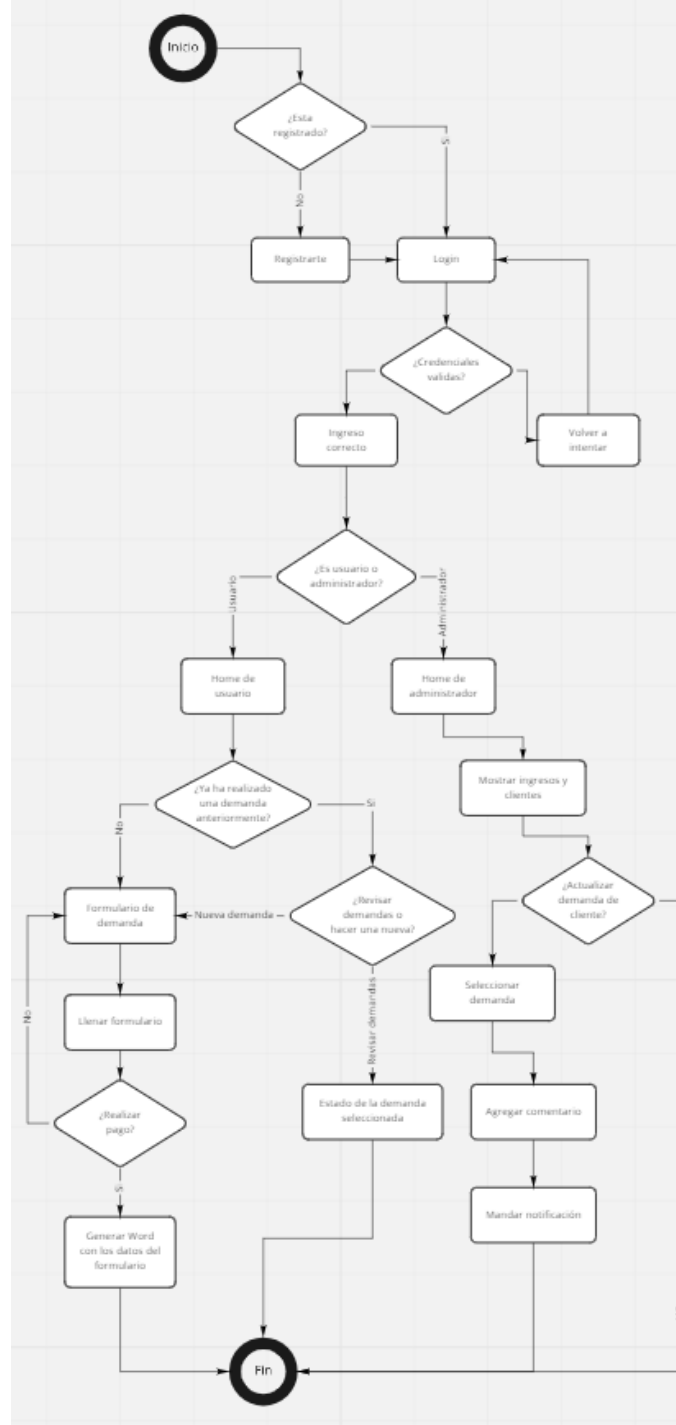 Inicio
¿Esta
registrado?
Si
No
Registrarte
Login
¿Credenciales
validas?
Ingreso
correcto
Volver a
intentar
¿Es usuario o
administrador?
Usuario
Administrador
Home de
usuario
Home de
administrador
Mostrar ingresos y
clientes
¿Ya ha realizado
una demanda
anteriormente?
No
Si
¿Actualizar
demanda de
cliente?
Formulario de
demanda
Nueva demanda
¿Revisar
demandas o
hacer una nueva?
Seleccionar
demanda
Llenar formulario
No
Revisar demandas
¿Realizar
pago?
Estado de la demanda
seleccionada
Agregar comentario
Si
Mandar notificación
Generar Word
con los datos del
formulario
Fin